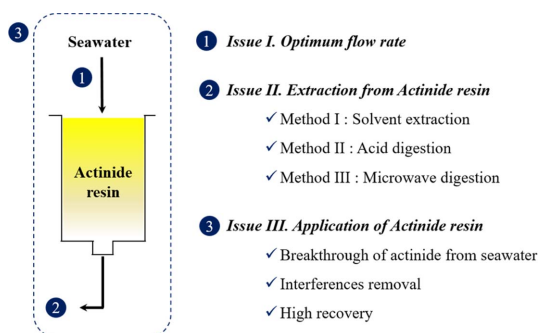 3
Seawater
1
Actinide
resin
2
1 Issue I. Optimum flow rate
2 Issue II. Extraction from Actinide resin
✓ Method I : Solvent extraction
✓ Method II : Acid digestion
✓ Method III : Microwave digestion
3 Issue III. Application of Actinide resin
✓ Breakthrough of actinide from seawater
✓ Interferences removal
✓ High recovery